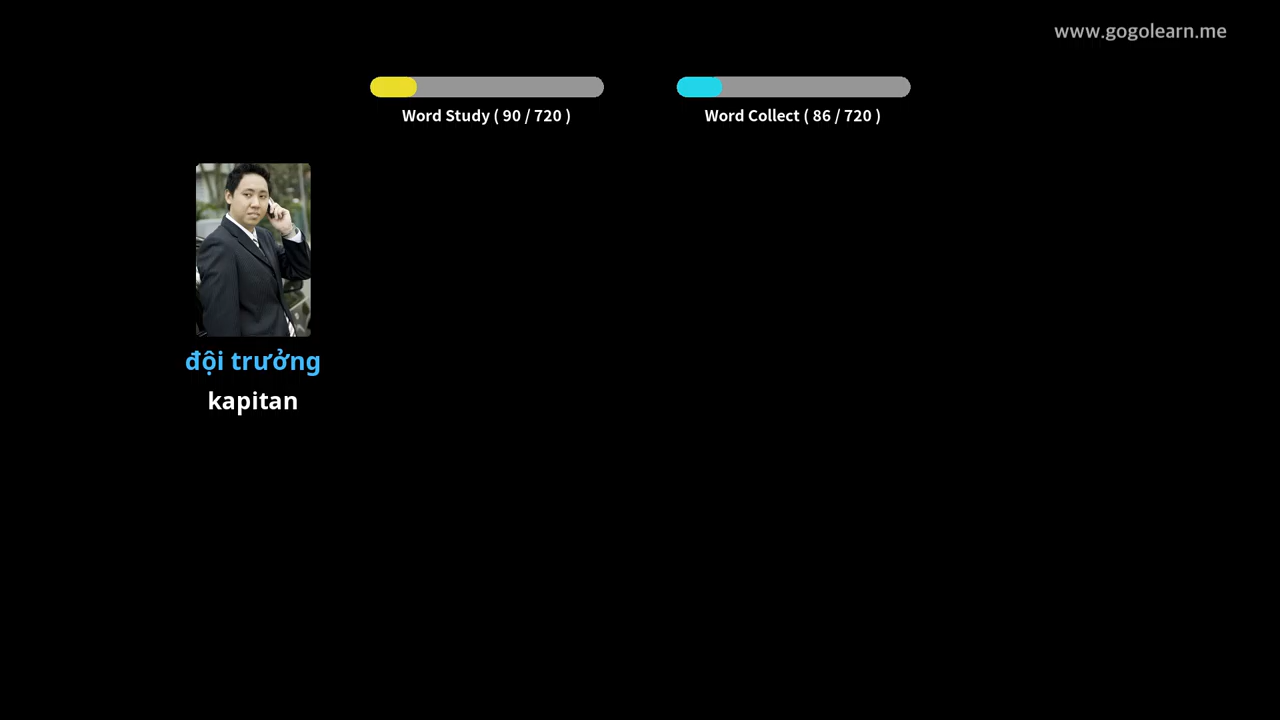 www.gogolearn.me
Word Study ( 90 / 720 )
Word Collect ( 86 / 720 )
đội trưởng
kapitan